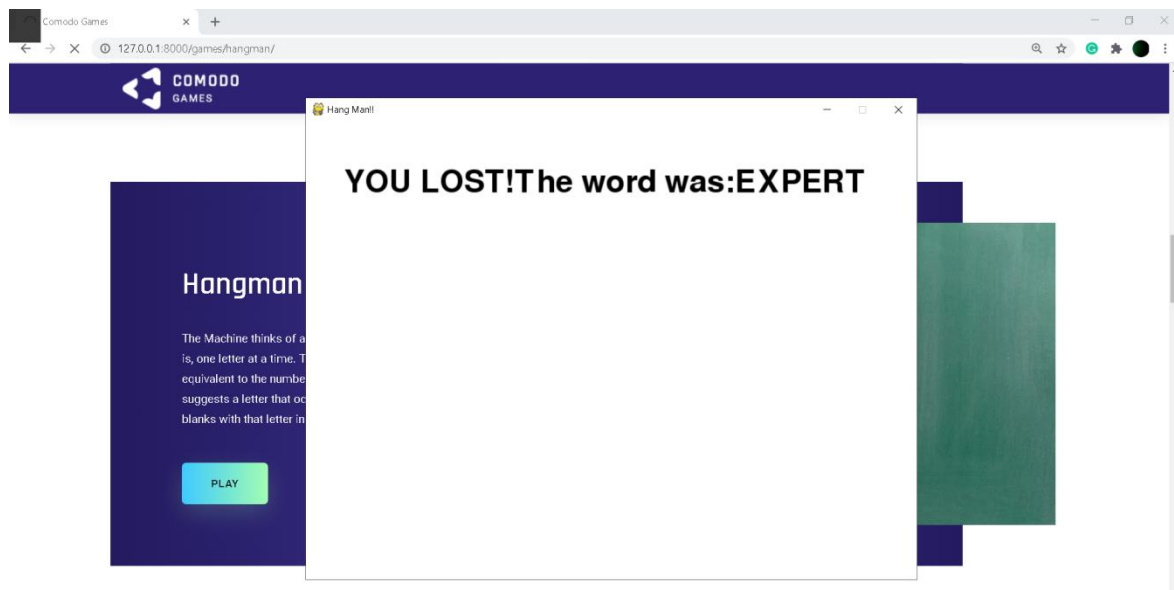 Comodo Games
127.0.0.1:8000/games/hangman/
COMODO
GAMES
Hang Man!!
YOU LOST!The word was:EXPERT
Hangman
The Machine thinks of a
is, one letter at a time. T
equivalent to the numbe
suggests a letter that oc
blanks with that letter in
PLAY